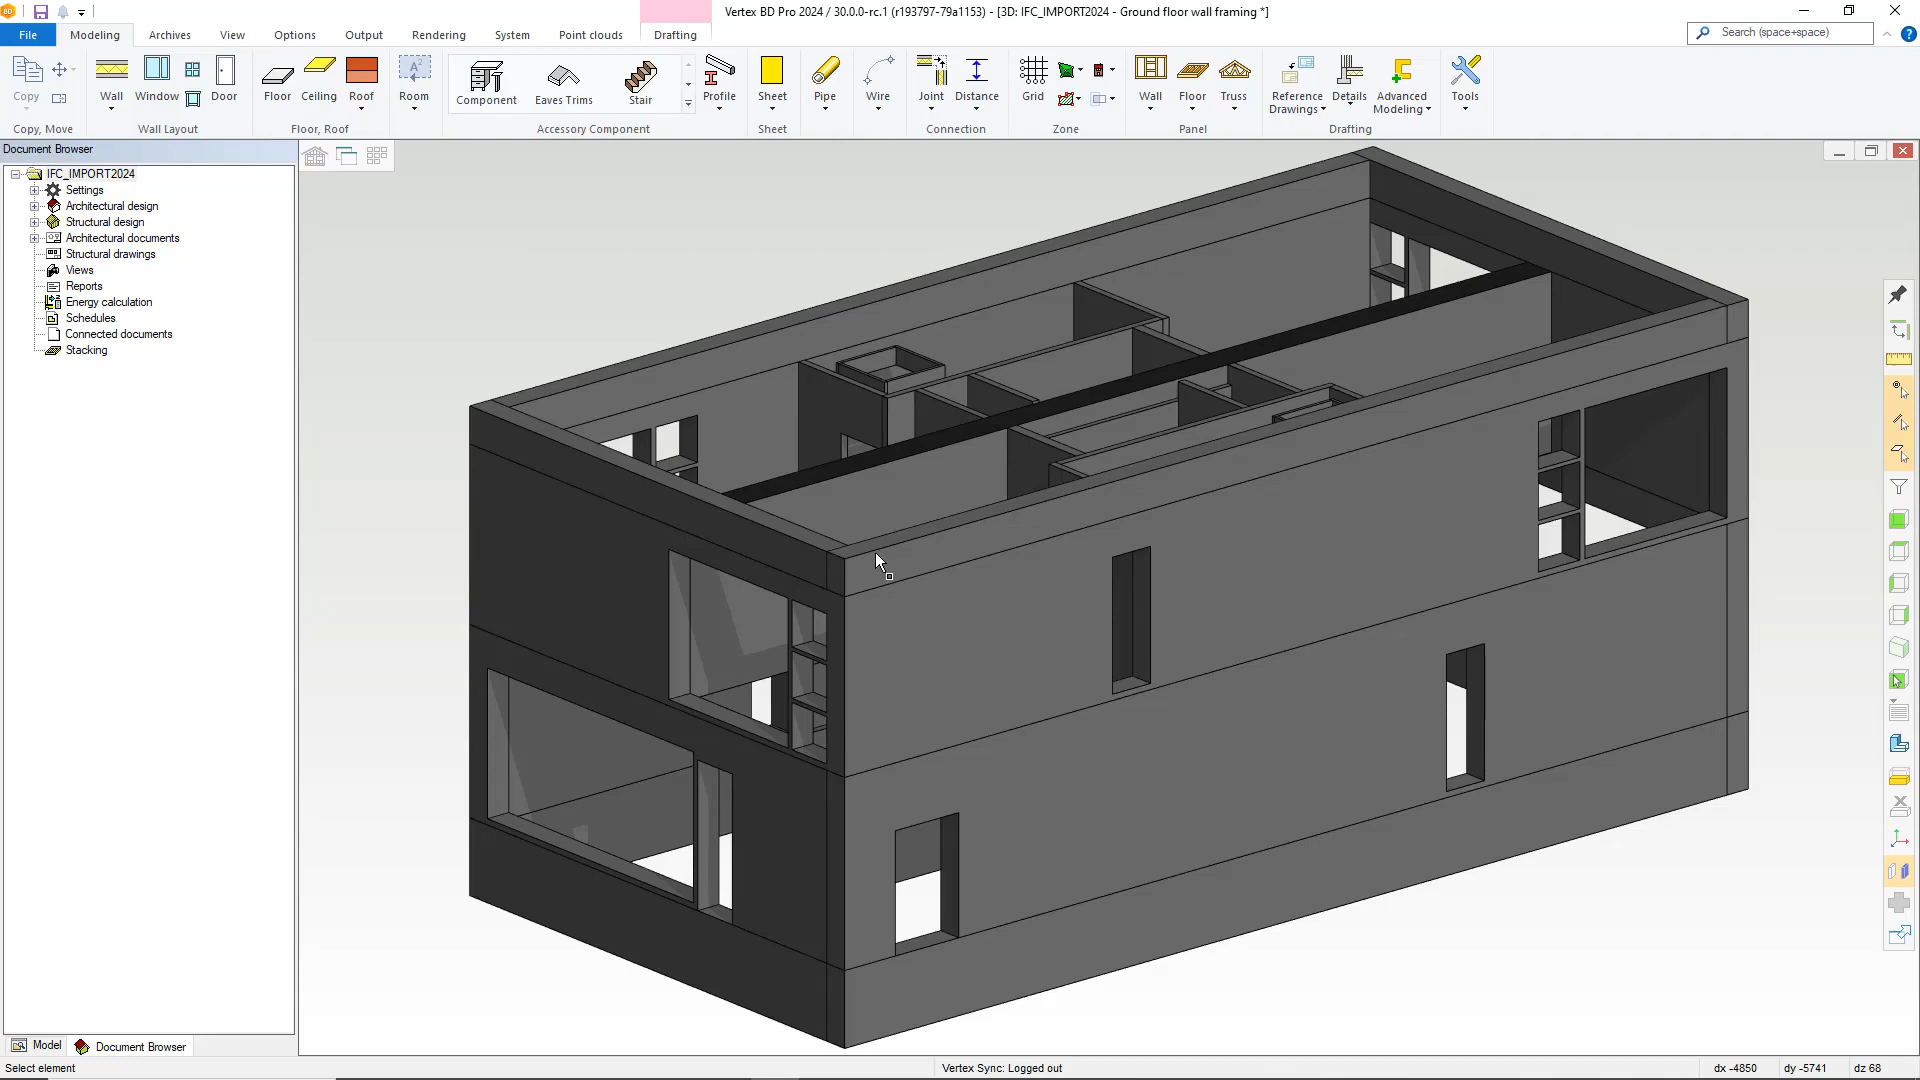 BD
Vertex BD Pro 2024 / 30.0.0-rc.1 (r193797-79a1153) - [3D: IFC_IMPORT2024 - Ground floor wall framing *]
File Modeling Archives View Options Output Rendering System Point clouds Drafting
Search (space+space)
Copy Wall Window Door Floor Ceiling Roof Room Component Eaves Trims Stair Profile Sheet Pipe Wire Joint Distance Grid Wall Floor Truss Reference Drawings Details Advanced Modeling Tools
Copy, Move Wall Layout Floor, Roof Accessory Component Sheet Connection Zone Panel Drafting
Document Browser
IFC_IMPORT2024
Settings
Architectural design
Structural design
Architectural documents
Structural drawings
Views
Reports
Energy calculation
Schedules
Connected documents
Stacking
Model Document Browser
Select element Vertex Sync: Logged out dx -4850 dy -5741 dz 68